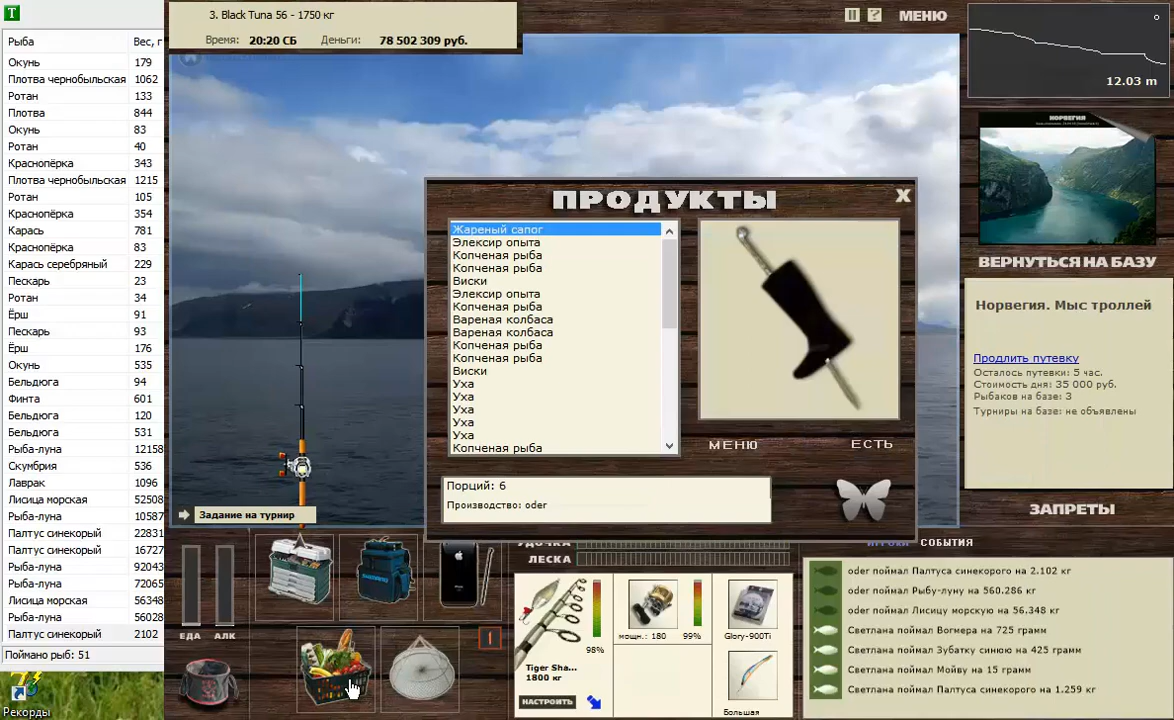 T
Рыба Вес, г
Окунь 179
Плотва чернобыльская 1062
Ротан 133
Плотва 844
Окунь 83
Ротан 40
Краснопёрка 343
Плотва чернобыльская 1215
Ротан 105
Краснопёрка 354
Карась 781
Краснопёрка 83
Карась серебряный 229
Пескарь 23
Ротан 34
Ёрш 91
Пескарь 93
Ёрш 176
Окунь 535
Бельдюга 94
Финта 601
Бельдюга 120
Бельдюга 531
Рыба-луна 12158
Скумбрия 536
Лаврак 1096
Лисица морская 52508
Рыба-луна 10587
Палтус синекорый 22831
Палтус синекорый 16727
Рыба-луна 92043
Рыба-луна 72065
Лисица морская 56348
Рыба-луна 56028
Палтус синекорый 2102
Поймано рыб: 51
Рекорды
3. Black Tuna 56 - 1750 кг
Время: 20:20 СБ Деньги: 78 502 309 руб.
? МЕНЮ
12.03 m
ПРОДУКТЫ
X
Жареный сапог
Элексир опыта
Копченая рыба
Копченая рыба
Виски
Элексир опыта
Копченая рыба
Вареная колбаса
Вареная колбаса
Копченая рыба
Копченая рыба
Виски
Уха
Уха
Уха
Уха
Уха
Копченая рыба
МЕНЮ ЕСТЬ
Порций: 6
Производство: oder
НОРВЕГИЯ
ВЕРНУТЬСЯ НА БАЗУ
Норвегия. Мыс троллей
Продлить путевку
Осталось путевки: 5 час.
Стоимость дня: 35 000 руб.
Рыбаков на базе: 3
Турниры на базе: не объявлены
ЗАПРЕТЫ
Задание на турнир
УДОЧКА
ЛЕСКА
СОБЫТИЯ
oder поймал Палтуса синекорого на 2.102 кг
oder поймал Рыбу-луну на 560.286 кг
oder поймал Лисицу морскую на 56.348 кг
Светлана поймал Вогмера на 725 грамм
Светлана поймал Зубатку синюю на 425 грамм
Светлана поймал Мойву на 15 грамм
Светлана поймал Палтуса синекорого на 1.259 кг
ЕДА АЛК
SHIMANO
1
98%
Tiger Sha...
1800 кг
НАСТРОИТЬ
мощн.: 180 99%
Glory-900Ti
Большая